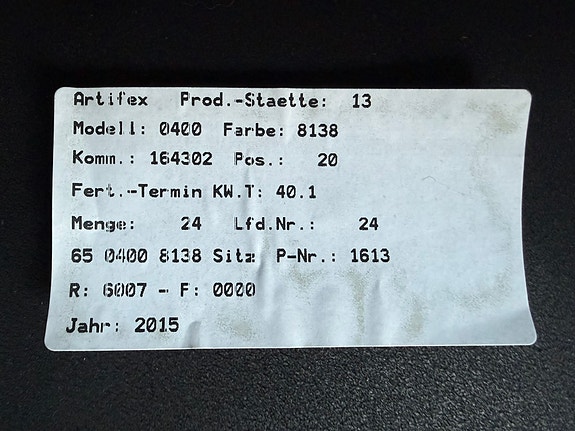 Artifex Prod.-Staette: 13
Modell: 0400 Farbe: 8138
Komm.: 164302 Pos.: 20
Fert.-Termin KW.T: 40.1
Menge: 24 Lfd.Nr.: 24
65 0400 8138 Sitz P-Nr.: 1613
R: 6007 - F: 0000
Jahr: 2015